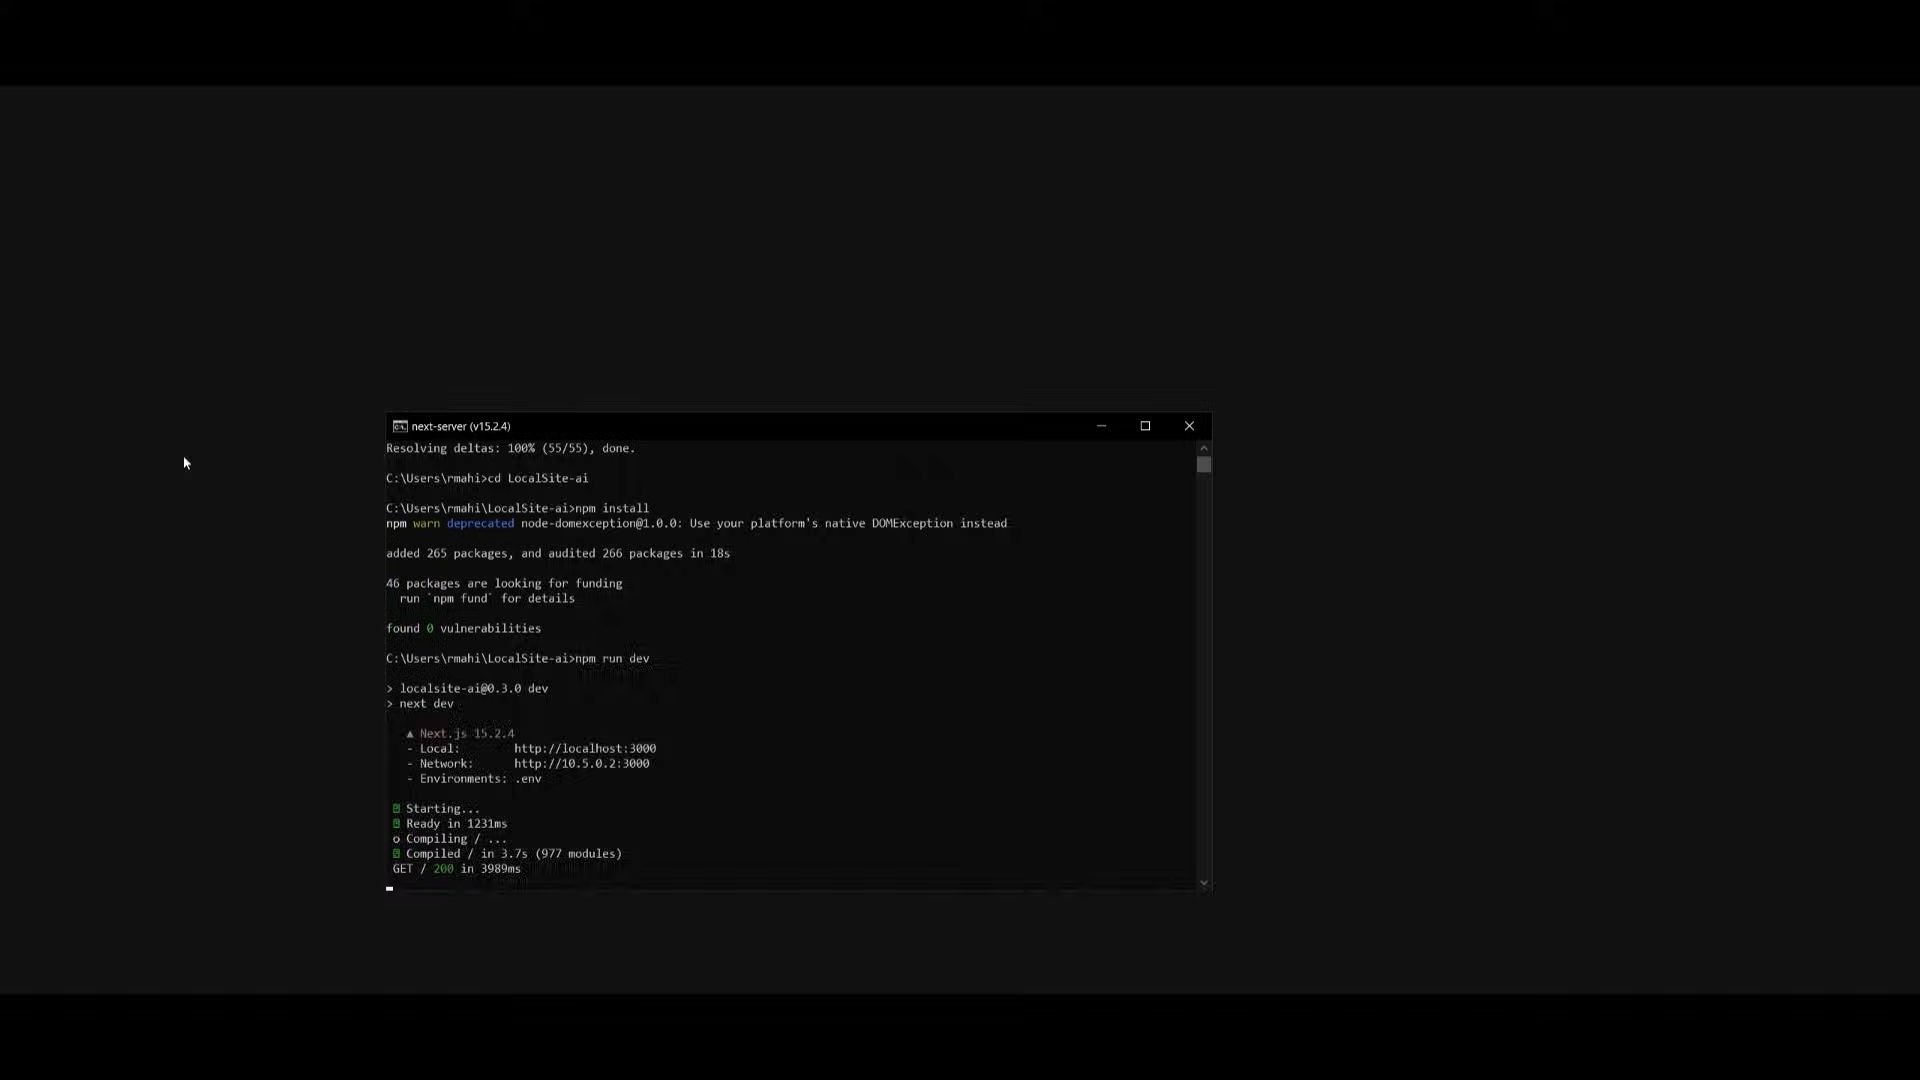 next-server (v15.2.4)
Resolving deltas: 100% (55/55), done.
C:\Users\rmahi>cd LocalSite-ai
C:\Users\rmahi\LocalSite-ai>npm install
npm warn deprecated node-domexception@1.0.0: Use your platform's native DOMException instead
added 265 packages, and audited 266 packages in 18s
46 packages are looking for funding
run `npm fund` for details
found 0 vulnerabilities
C:\Users\rmahi\LocalSite-ai>npm run dev
> localsite-ai@0.3.0 dev
> next dev
▲ Next.js 15.2.4
- Local: http://localhost:3000
- Network: http://10.5.0.2:3000
- Environments: .env
Starting...
Ready in 1231ms
o Compiling / ...
Compiled / in 3.7s (977 modules)
GET / 200 in 3989ms